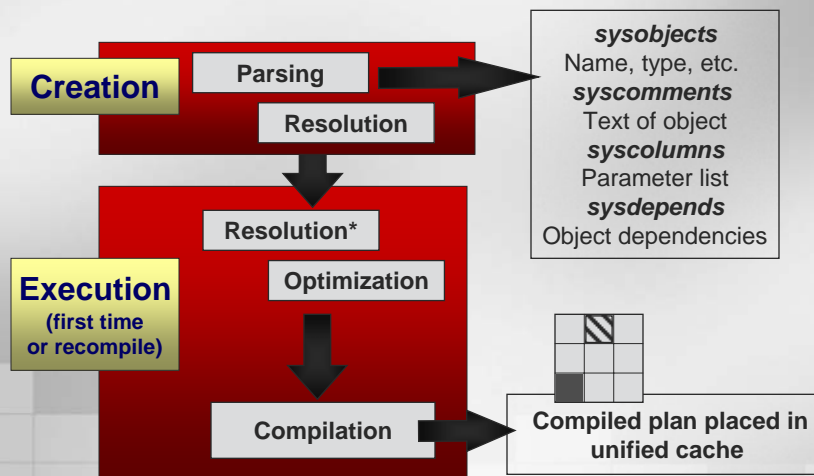 Creation
Parsing
Resolution
sysobjects
Name, type, etc.
syscomments
Text of object
syscolumns
Parameter list
sysdepends
Object dependencies
Execution
(first time
or recompile)
Resolution*
Optimization
Compilation
Compiled plan placed in
unified cache